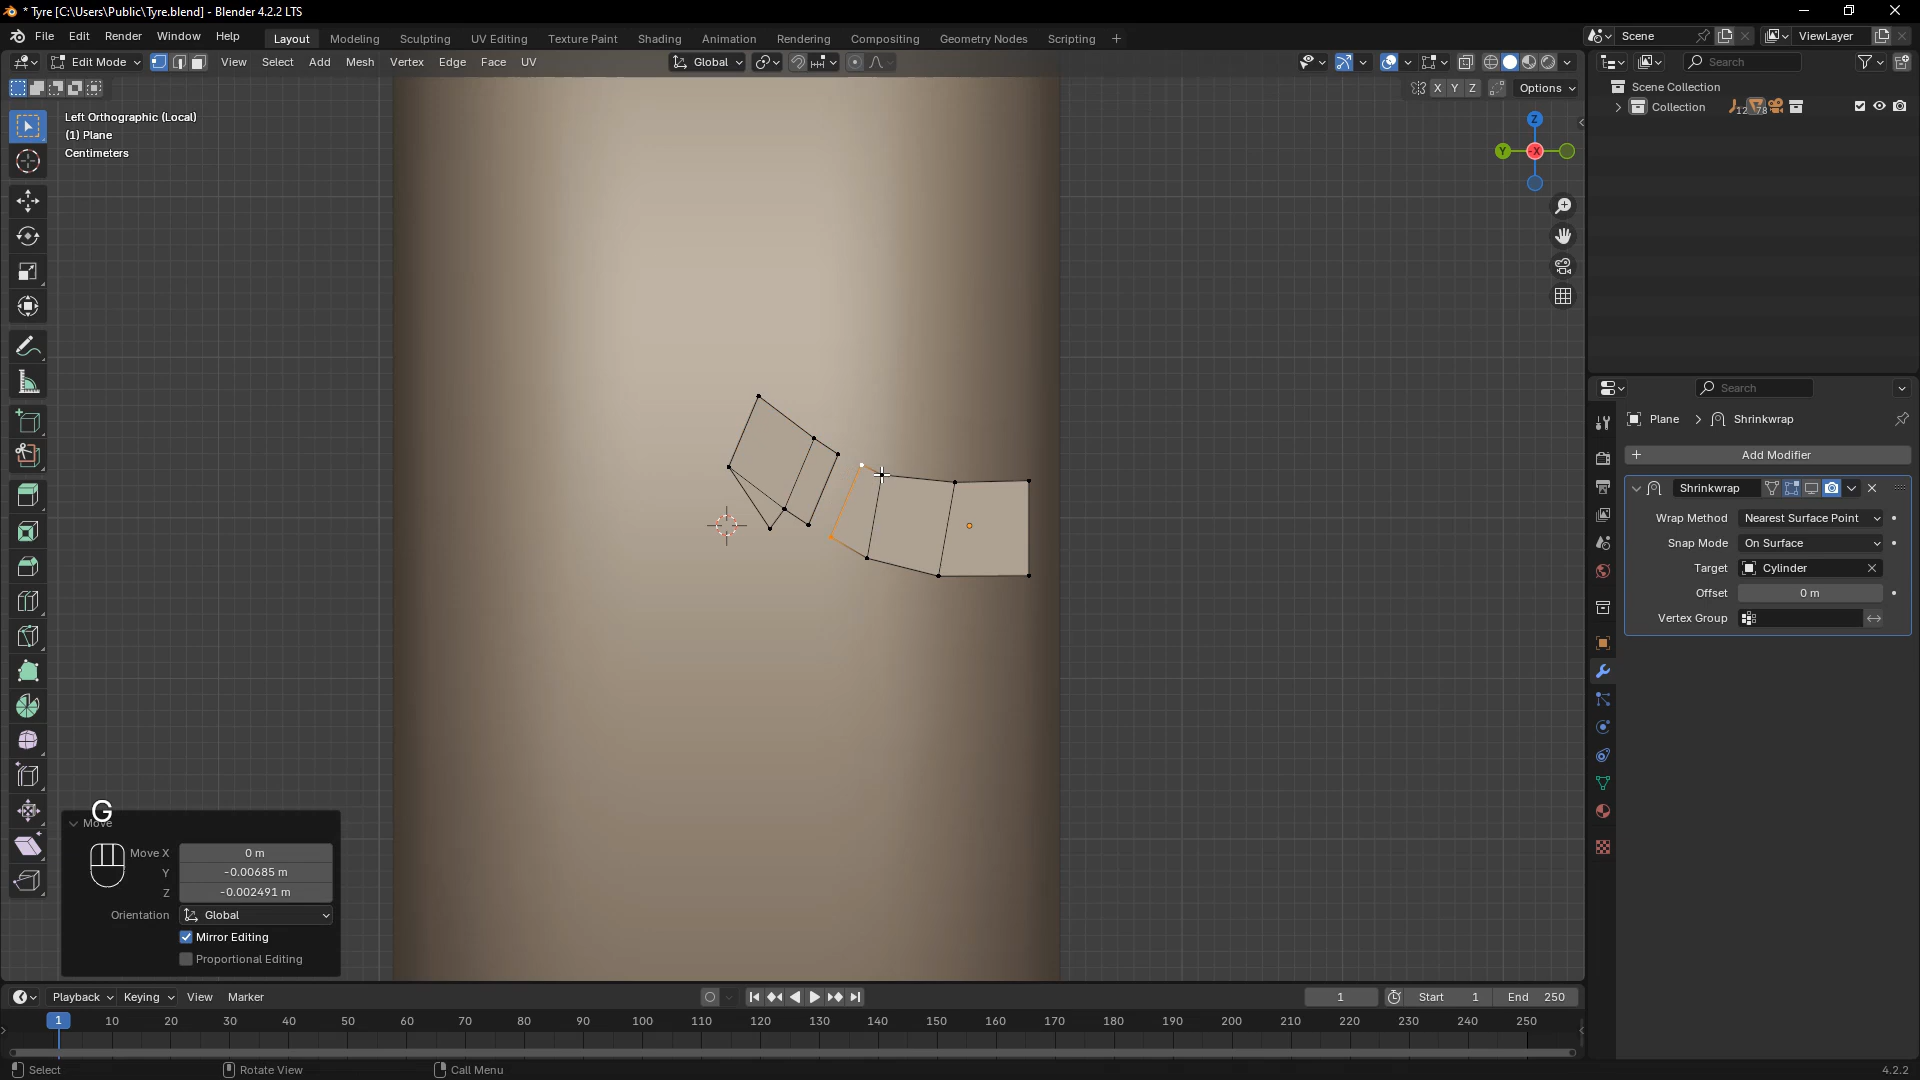 * Tyre [C:\Users\Public\Tyre.blend] - Blender 4.2.2 LTS
File Edit Render Window Help
Layout Modeling Sculpting UV Editing Texture Paint Shading Animation Rendering Compositing Geometry Nodes Scripting +
Scene ViewLayer
Edit Mode View Select Add Mesh Vertex Edge Face UV
Global
Search
X Y Z Options
Scene Collection
Collection 12 78
Left Orthographic (Local)
(1) Plane
Centimeters
Z
Y -X
Search
Plane > Shrinkwrap
+ Add Modifier
Shrinkwrap
Wrap Method Nearest Surface Point
Snap Mode On Surface
Target Cylinder
Offset 0 m
Vertex Group
G
Move
Move X 0 m
Y -0.00685 m
Z -0.002491 m
Orientation Global
Mirror Editing
Proportional Editing
Playback Keying View Marker
1 Start 1 End 250
1 10 20 30 40 50 60 70 80 90 100 110 120 130 140 150 160 170 180 190 200 210 220 230 240 250
Select Rotate View Call Menu
4.2.2